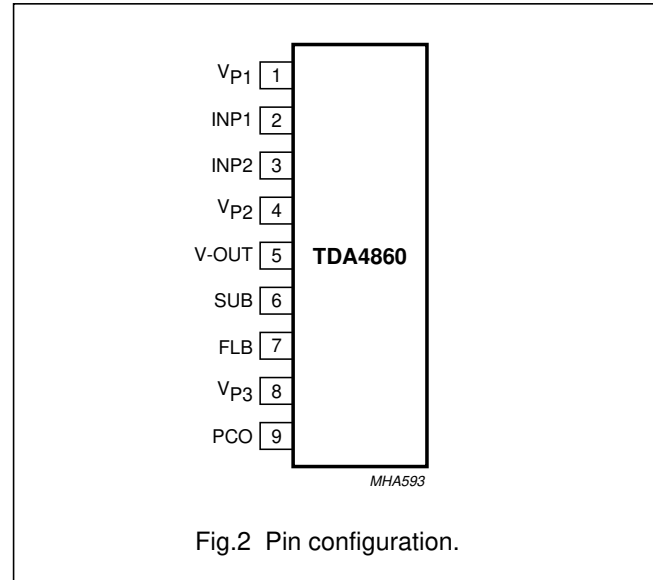 VP1 1
INP1 2
INP2 3
VP2 4
V-OUT 5 TDA4860
SUB 6
FLB 7
VP3 8
PCO 9
MHA593
Fig.2 Pin configuration.